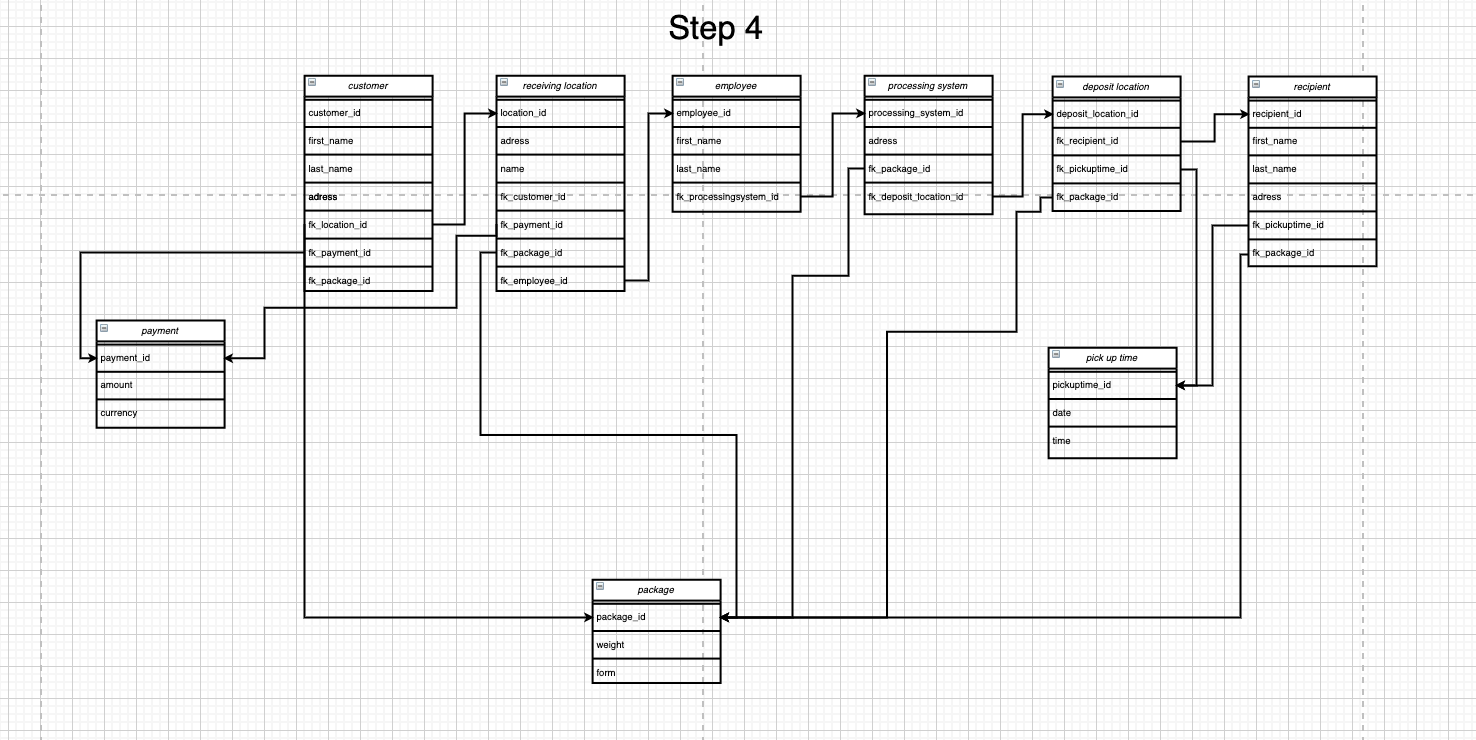 Step 4
customer
customer_id
first_name
last_name
adress
fk_location_id
fk_payment_id
fk_package_id
receiving location
location_id
adress
name
fk_customer_id
fk_payment_id
fk_package_id
fk_employee_id
employee
employee_id
first_name
last_name
fk_processingsystem_id
processing system
processing_system_id
adress
fk_package_id
fk_deposit_location_id
deposit location
deposit_location_id
fk_recipient_id
fk_pickuptime_id
fk_package_id
recipient
recipient_id
first_name
last_name
adress
fk_pickuptime_id
fk_package_id
payment
payment_id
amount
currency
pick up time
pickuptime_id
date
time
package
package_id
weight
form